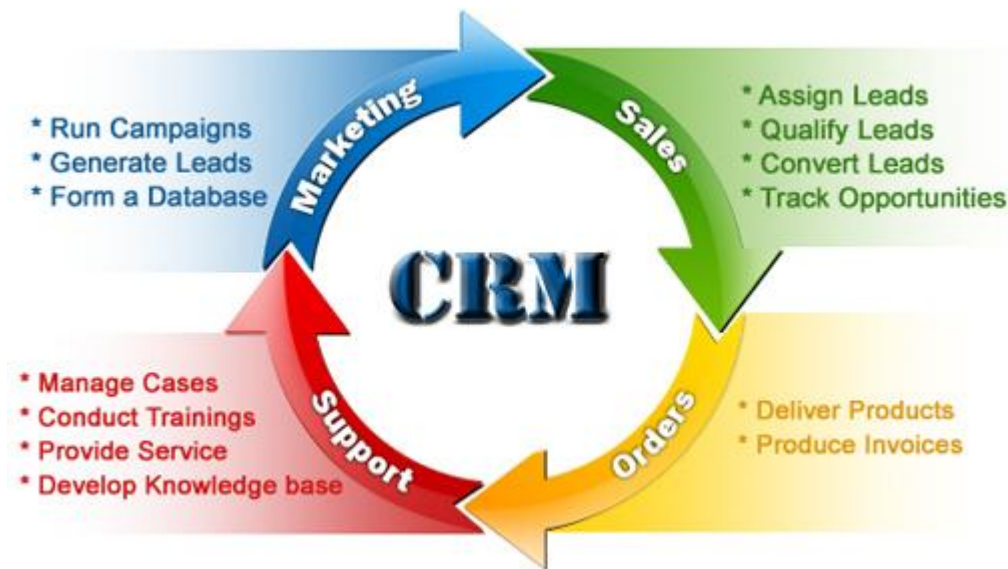 Marketing
* Run Campaigns
* Generate Leads
* Form a Database
Sales
* Assign Leads
* Qualify Leads
* Convert Leads
* Track Opportunities
CRM
Orders
* Deliver Products
* Produce Invoices
Support
* Manage Cases
* Conduct Trainings
* Provide Service
* Develop Knowledge base